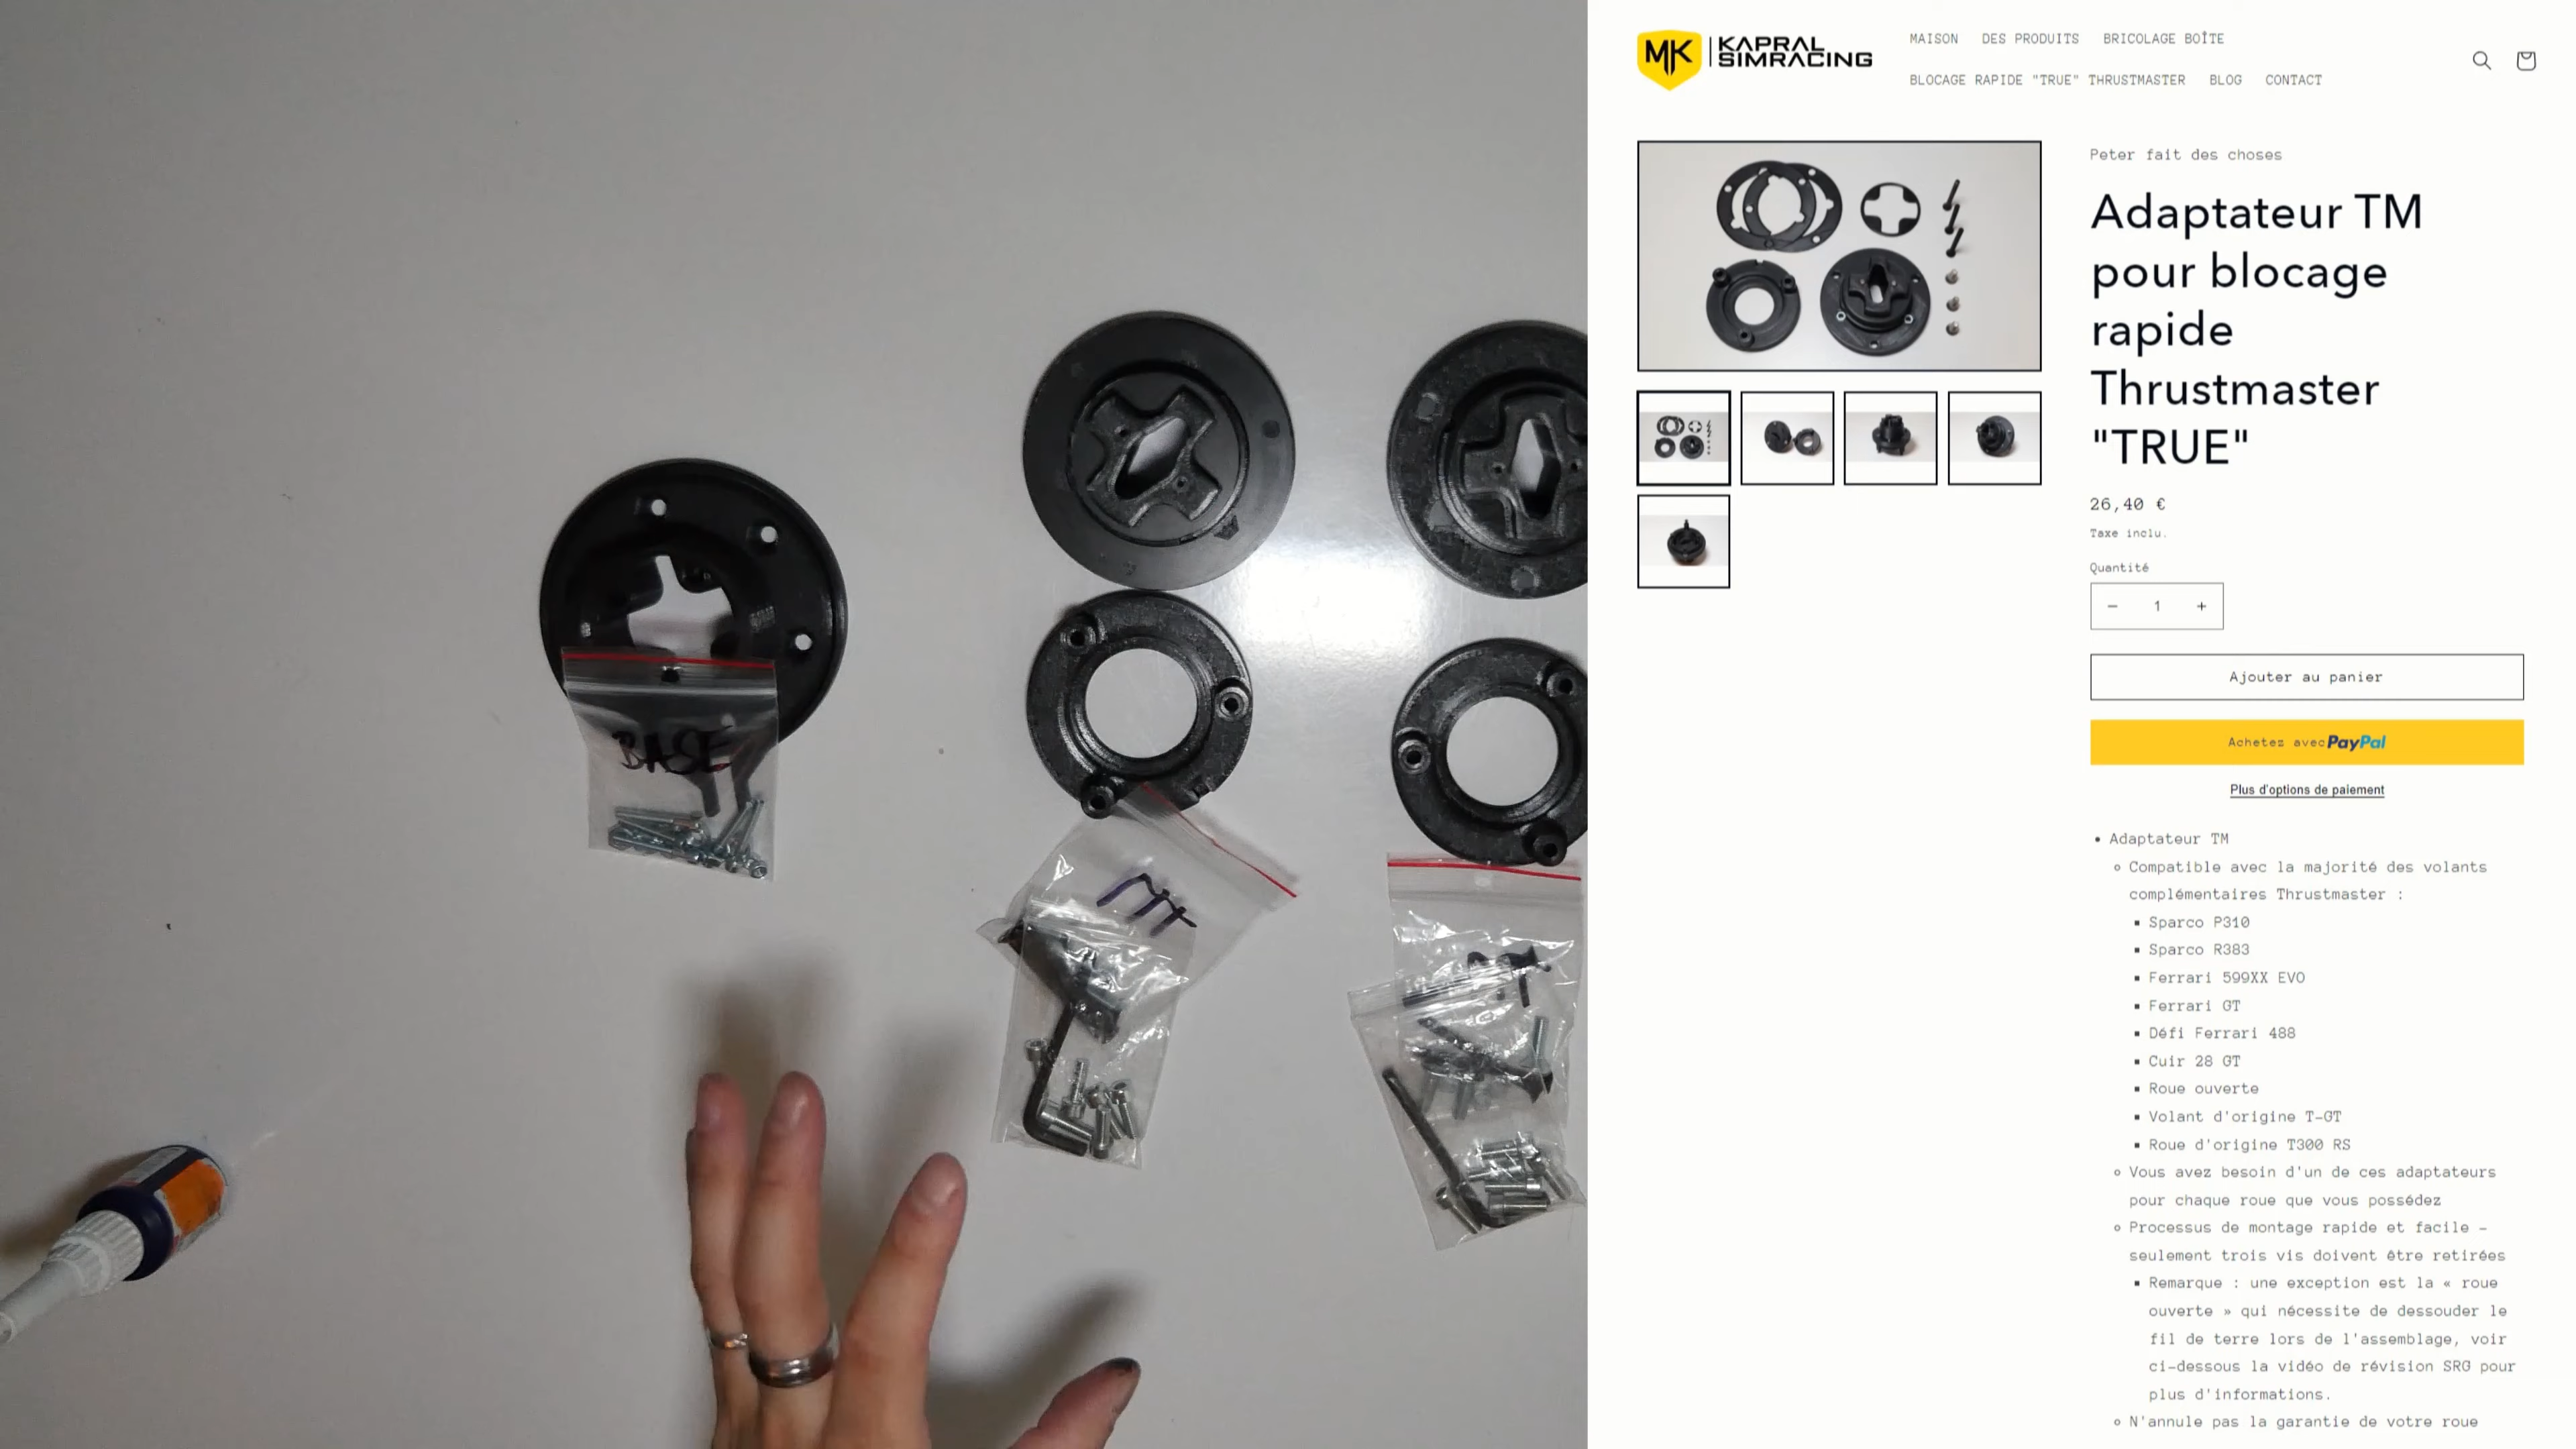 BASE
MK
KAPRAL
SIMRACING
MAISON DES PRODUITS BRICOLAGE BOÎTE
BLOCAGE RAPIDE "TRUE" THRUSTMASTER BLOG CONTACT
Peter fait des choses
Adaptateur TM
pour blocage
rapide
Thrustmaster
"TRUE"
26,40 €
Taxe inclu.
Quantité
− 1 +
Ajouter au panier
Achetez avec PayPal
Plus d'options de paiement
Adaptateur TM
Compatible avec la majorité des volants
complémentaires Thrustmaster :
Sparco P310
Sparco R383
Ferrari 599XX EVO
Ferrari GT
Défi Ferrari 488
Cuir 28 GT
Roue ouverte
Volant d'origine T-GT
Roue d'origine T300 RS
Vous avez besoin d'un de ces adaptateurs
pour chaque roue que vous possédez
Processus de montage rapide et facile –
seulement trois vis doivent être retirées
Remarque : une exception est la « roue
ouverte » qui nécessite de dessouder le
fil de terre lors de l'assemblage, voir
ci-dessous la vidéo de révision SRG pour
plus d'informations.
N'annule pas la garantie de votre roue